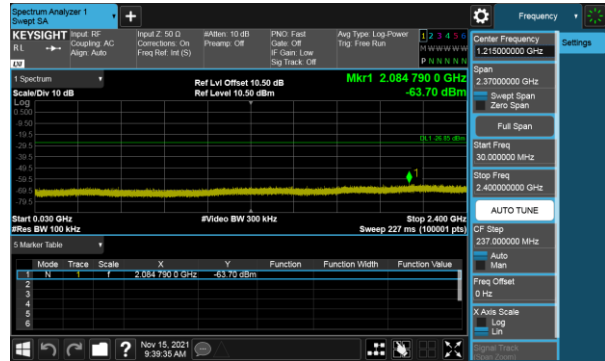 Spectrum Analyzer 1
Swept SA
Frequency
KEYSIGHT
RL
Input: RF
Coupling: AC
Align: Auto
Input Z: 50 Ω
Corrections: On
Freq Ref: Int (S)
#Atten: 10 dB
Preamp: Off
PNO: Fast
Gate: Off
IF Gain: Low
Sig Track: Off
Avg Type: Log-Power
Trig: Free Run
1 2 3 4 5 6
M W W W W W
P N N N N N
LW
1 Spectrum
Scale/Div 10 dB
Ref Lvl Offset 10.50 dB
Ref Level 10.50 dBm
Mkr1 2.084 790 0 GHz
-63.70 dBm
Log
0.500
-9.50
-19.5
-29.5
-39.5
-49.5
-59.5
-69.5
-79.5
1
Start 0.030 GHz
#Res BW 100 kHz
#Video BW 300 kHz
Stop 2.400 GHz
Sweep 227 ms (100001 pts)
5 Marker Table
Mode Trace Scale X Y Function Function Width Function Value
1 N 1 f 2.084 790 0 GHz -63.70 dBm
2
3
4
5
6
Nov 15, 2021
9:39:35 AM
Center Frequency
1.215000000 GHz
Settings
Span
2.37000000 GHz
Swept Span
Zero Span
Full Span
Start Freq
30.000000 MHz
Stop Freq
2.400000000 GHz
AUTO TUNE
CF Step
237.000000 MHz
Auto
Man
Freq Offset
0 Hz
X Axis Scale
Log
Lin
Signal Track
(Span Zoom)